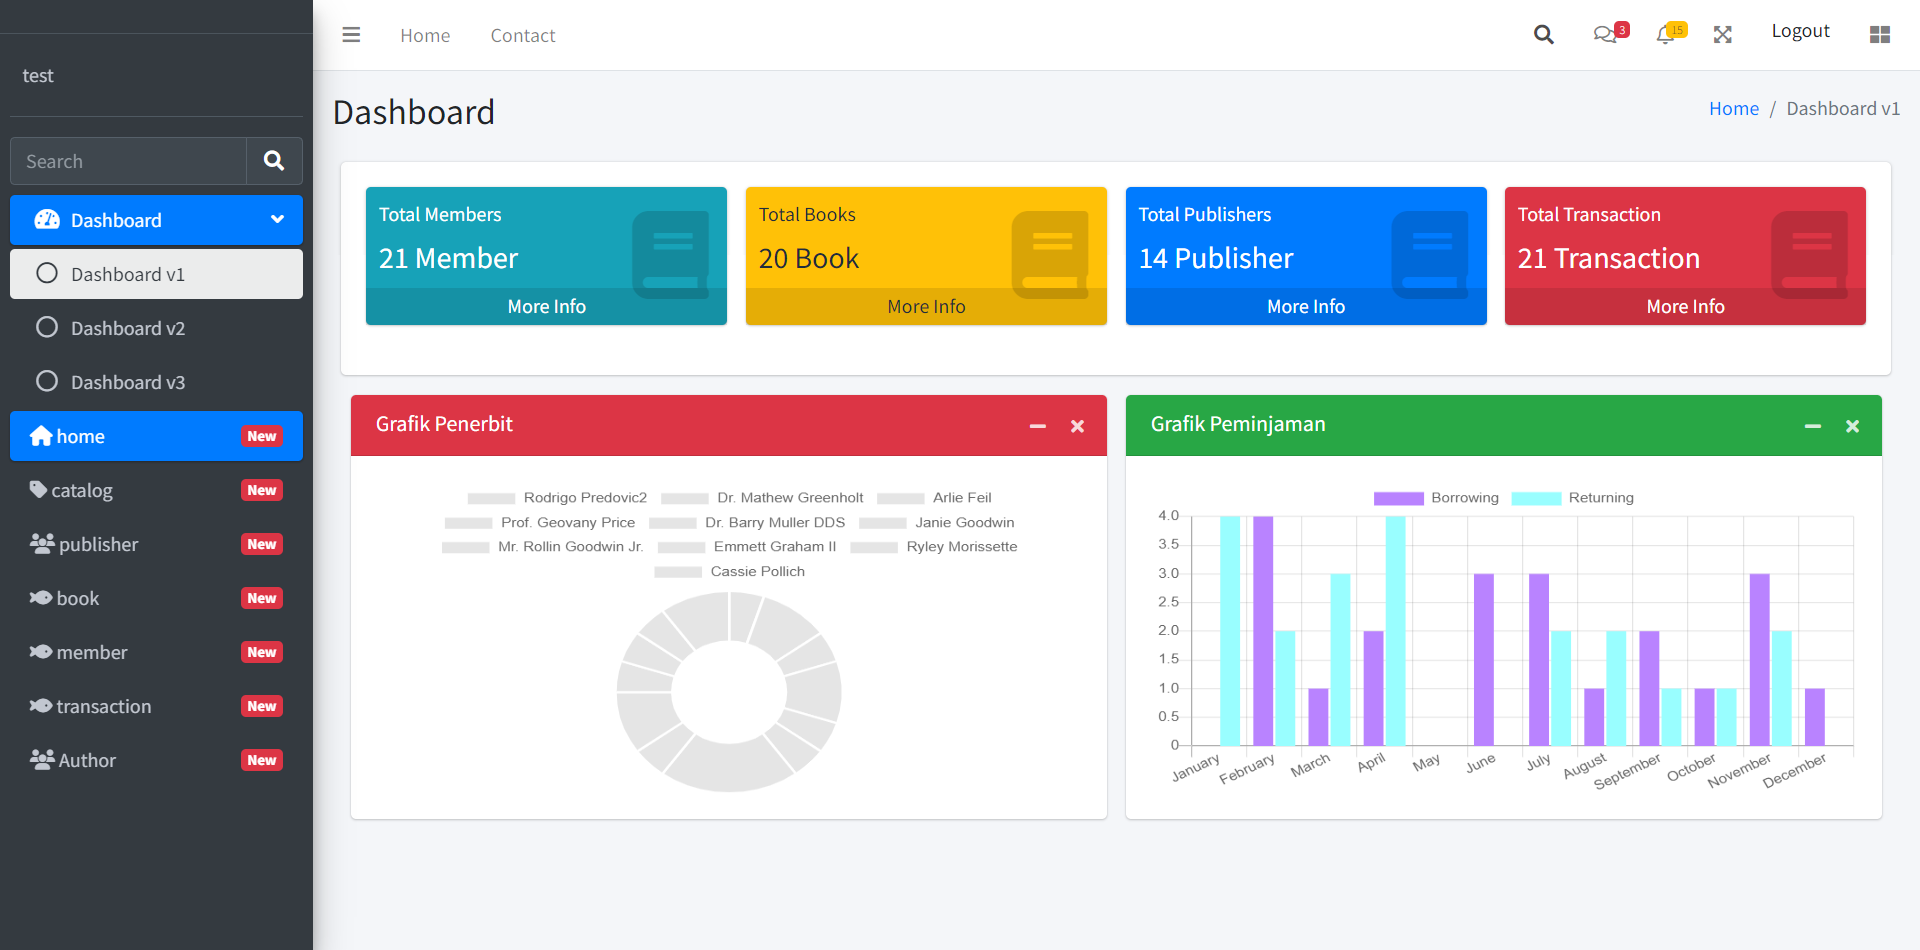 test
Search
Dashboard
Dashboard v1
Dashboard v2
Dashboard v3
home New
catalog New
publisher New
book New
member New
transaction New
Author New
Home Contact 3 15 Logout
Dashboard
Home / Dashboard v1
Total Members
21 Member
More Info
Total Books
20 Book
More Info
Total Publishers
14 Publisher
More Info
Total Transaction
21 Transaction
More Info
Grafik Penerbit
Rodrigo Predovic2 Dr. Mathew Greenholt Arlie Feil
Prof. Geovany Price Dr. Barry Muller DDS Janie Goodwin
Mr. Rollin Goodwin Jr. Emmett Graham II Ryley Morissette
Cassie Pollich
Grafik Peminjaman
Borrowing Returning
4.0
3.5
3.0
2.5
2.0
1.5
1.0
0.5
0
January February March April May June July August September October November December